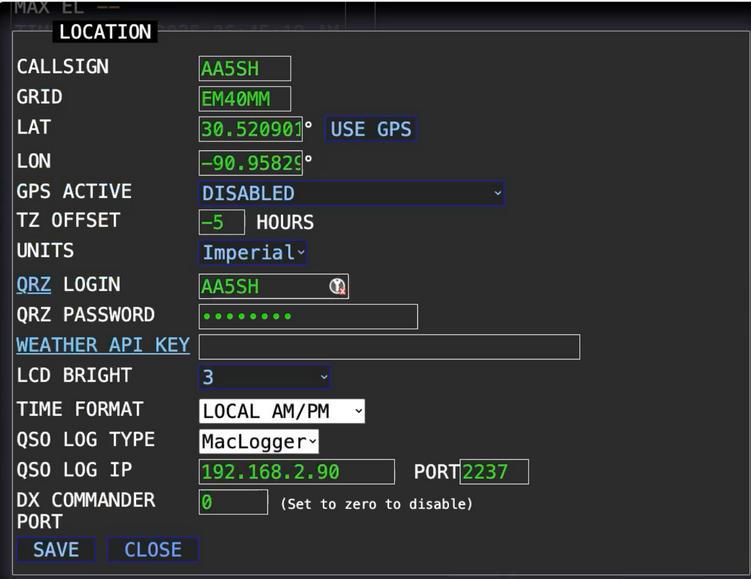 MAX EL --
LOCATION
CALLSIGN AA5SH
GRID EM40MM
LAT 30.520901° USE GPS
LON -90.95829°
GPS ACTIVE DISABLED
TZ OFFSET -5 HOURS
UNITS Imperial
QRZ LOGIN AA5SH
QRZ PASSWORD ••••••••
WEATHER API KEY
LCD BRIGHT 3
TIME FORMAT LOCAL AM/PM
QSO LOG TYPE MacLogger
QSO LOG IP 192.168.2.90 PORT 2237
DX COMMANDER 0 (Set to zero to disable)
PORT
SAVE CLOSE